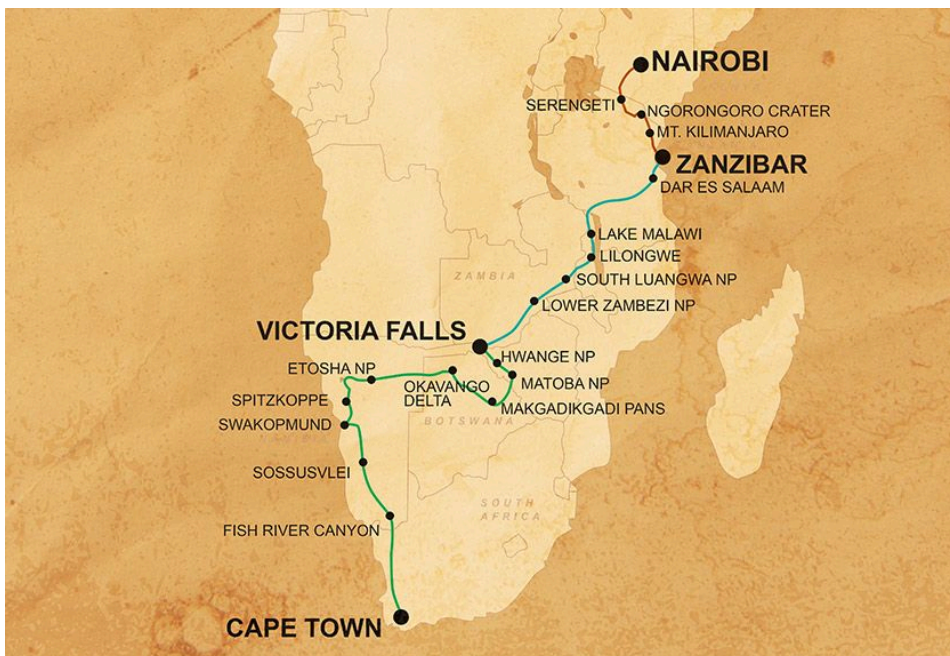 NAIROBI
SERENGETI
NGORONGORO CRATER
MT. KILIMANJARO
ZANZIBAR
DAR ES SALAAM
LAKE MALAWI
LILONGWE
ZAMBIA
SOUTH LUANGWA NP
LOWER ZAMBEZI NP
VICTORIA FALLS
HWANGE NP
ETOSHA NP
OKAVANGO
DELTA
MATOBA NP
SPITZKOPPE
MAKGADIKGADI PANS
SWAKOPMUND
BOTSWANA
SOSSUSVLEI
SOUTH
AFRICA
FISH RIVER CANYON
CAPE TOWN